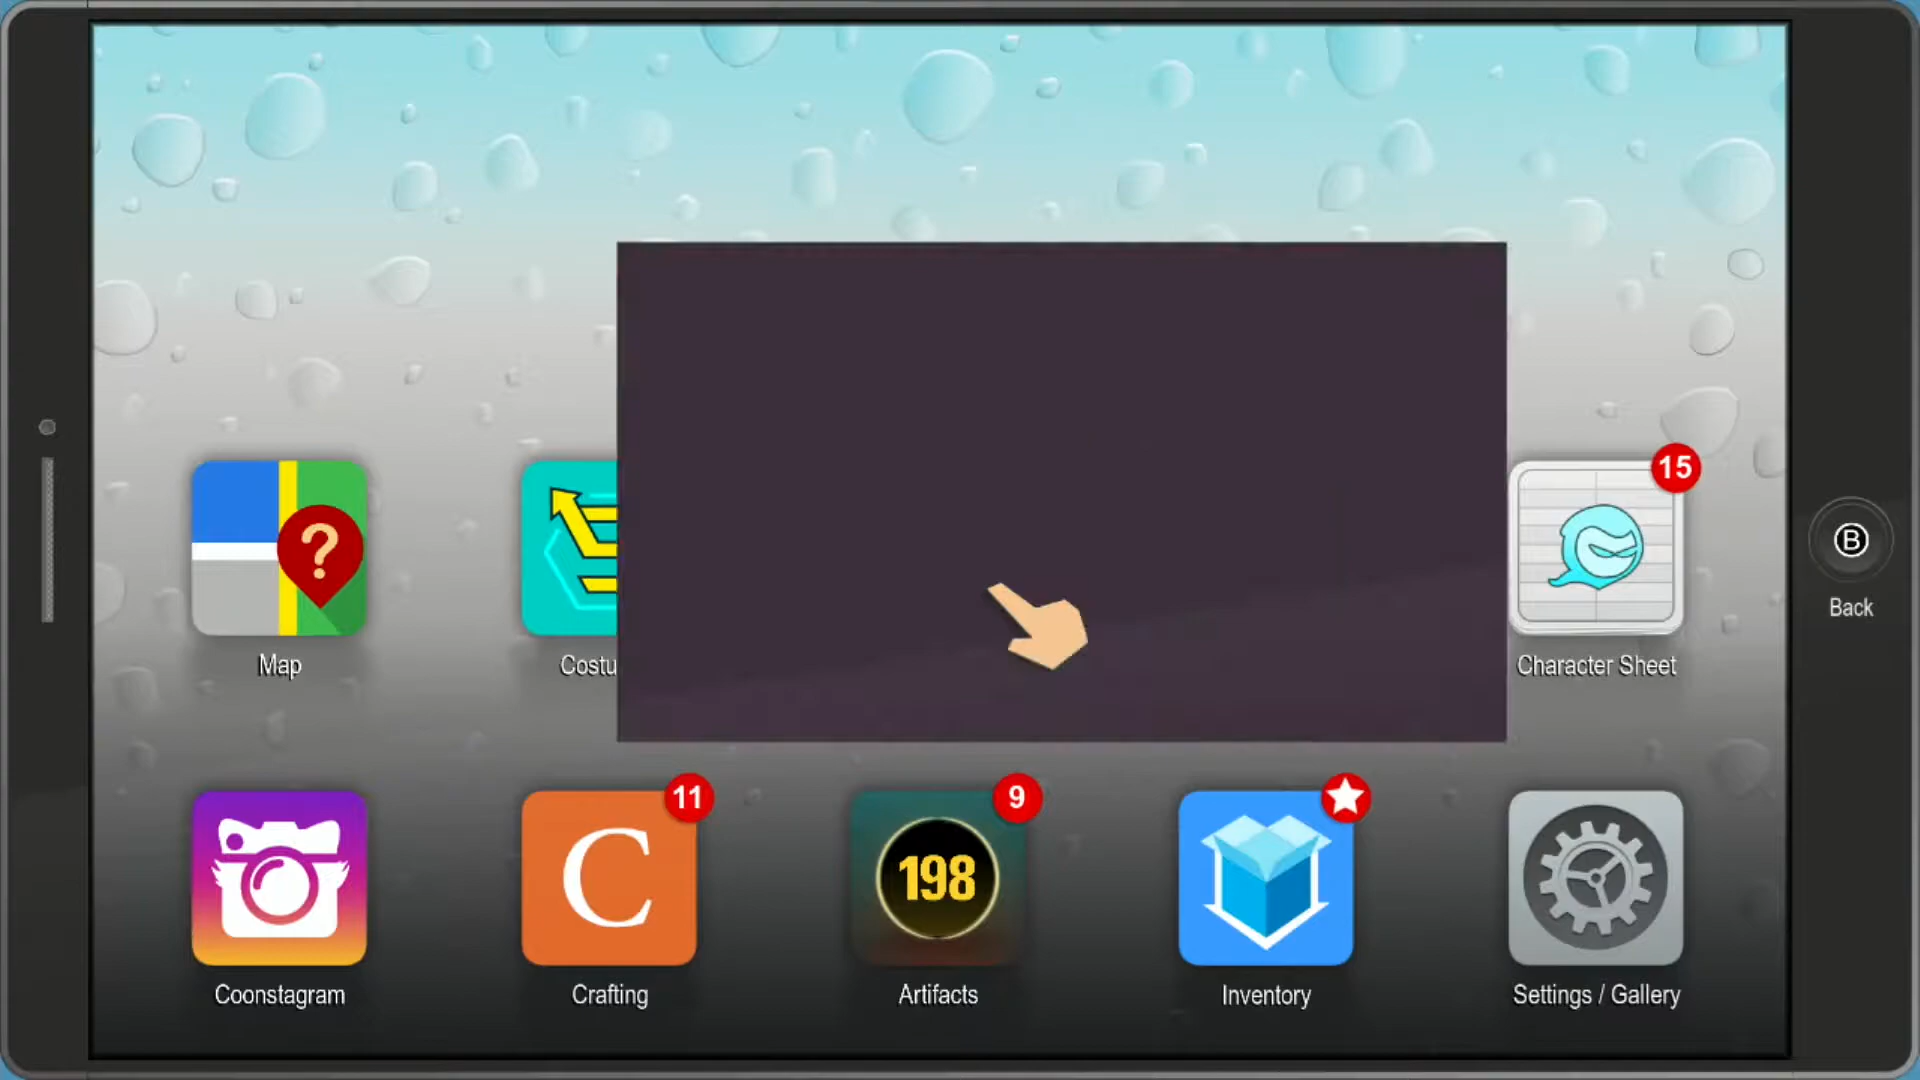 15
?
B
Map
Costu
Character Sheet
Back
11
9
C
198
Coonstagram
Crafting
Artifacts
Inventory
Settings / Gallery